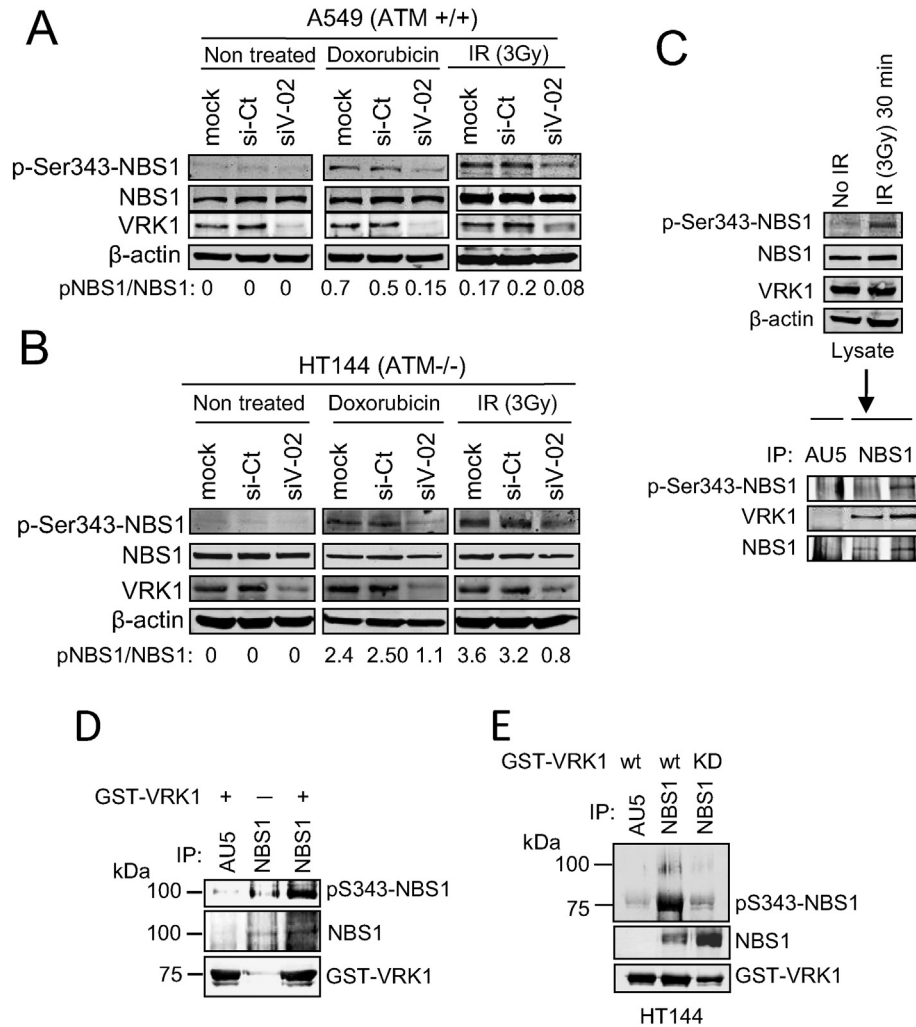 A
A549 (ATM +/+)
Non treated Doxorubicin IR (3Gy)
mock si-Ct siV-02 mock si-Ct siV-02 mock si-Ct siV-02
p-Ser343-NBS1
NBS1
VRK1
β-actin
pNBS1/NBS1: 0 0 0 0.7 0.5 0.15 0.17 0.2 0.08
B
HT144 (ATM-/-)
Non treated Doxorubicin IR (3Gy)
mock si-Ct siV-02 mock si-Ct siV-02 mock si-Ct siV-02
p-Ser343-NBS1
NBS1
VRK1
β-actin
pNBS1/NBS1: 0 0 0 2.4 2.50 1.1 3.6 3.2 0.8
C
No IR IR (3Gy) 30 min
p-Ser343-NBS1
NBS1
VRK1
β-actin
Lysate
IP: AU5 NBS1
p-Ser343-NBS1
VRK1
NBS1
D
GST-VRK1 + — +
IP: AU5 NBS1 NBS1
kDa
100 pS343-NBS1
100 NBS1
75 GST-VRK1
E
GST-VRK1 wt wt KD
IP: AU5 NBS1 NBS1
kDa
100
75 pS343-NBS1
NBS1
GST-VRK1
HT144